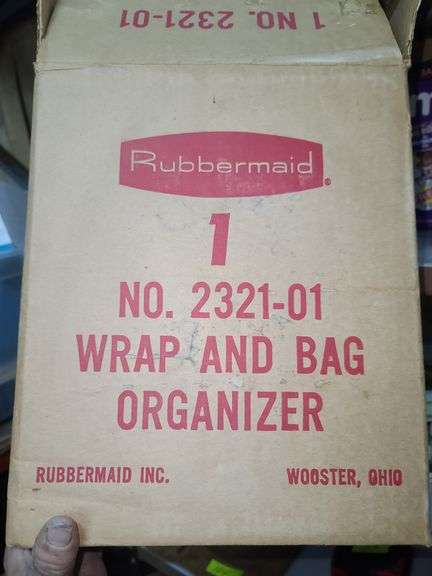 1 NO. 2321-01
Rubbermaid®
1
NO. 2321-01
WRAP AND BAG
ORGANIZER
RUBBERMAID INC. WOOSTER, OHIO